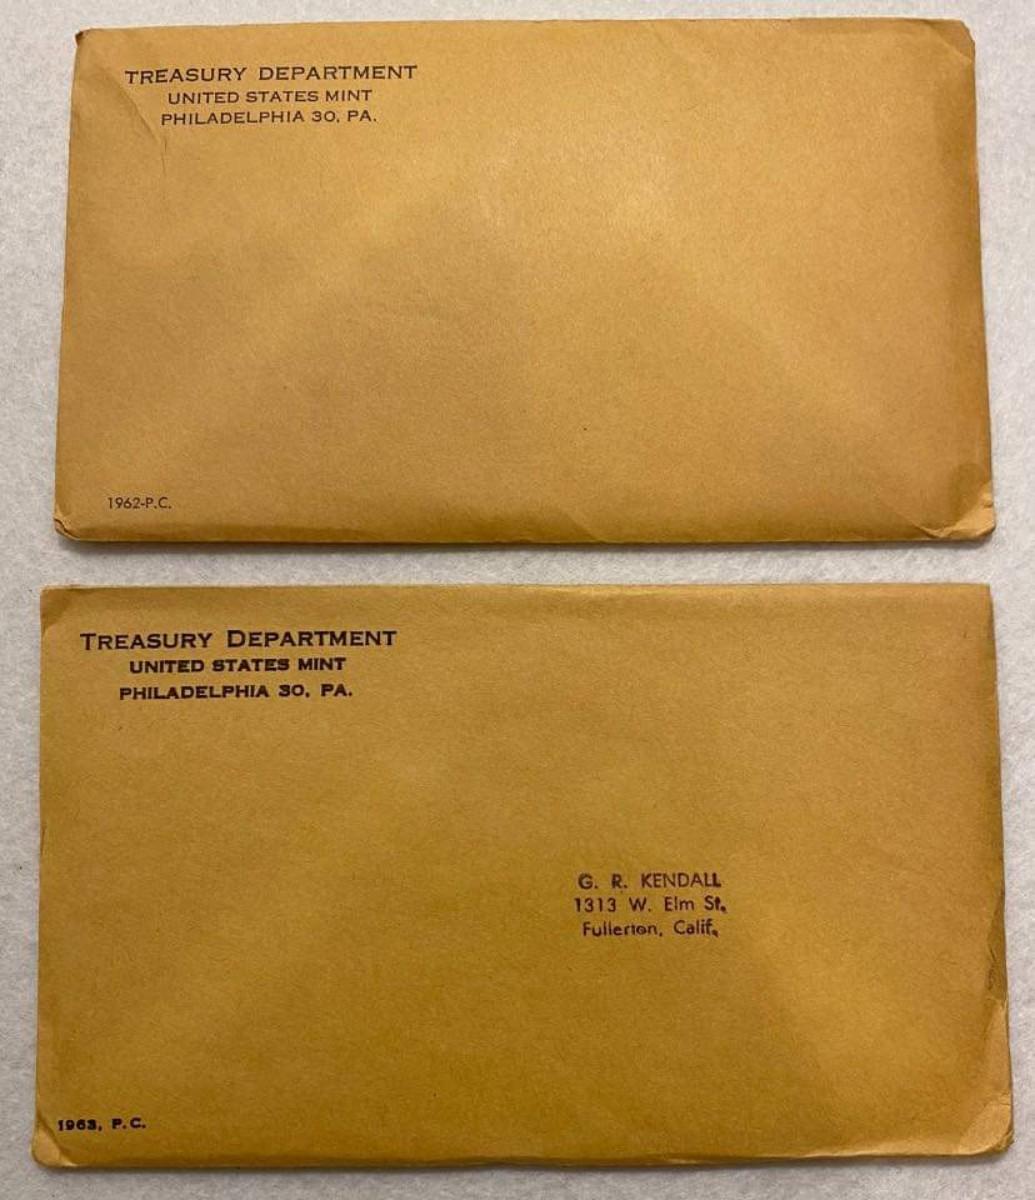 TREASURY DEPARTMENT
UNITED STATES MINT
PHILADELPHIA 30, PA.
1962-P.C.
TREASURY DEPARTMENT
UNITED STATES MINT
PHILADELPHIA 30, PA.
G. R. KENDALL
1313 W. Elm St.
Fullerton, Calif.
1963, P.C.